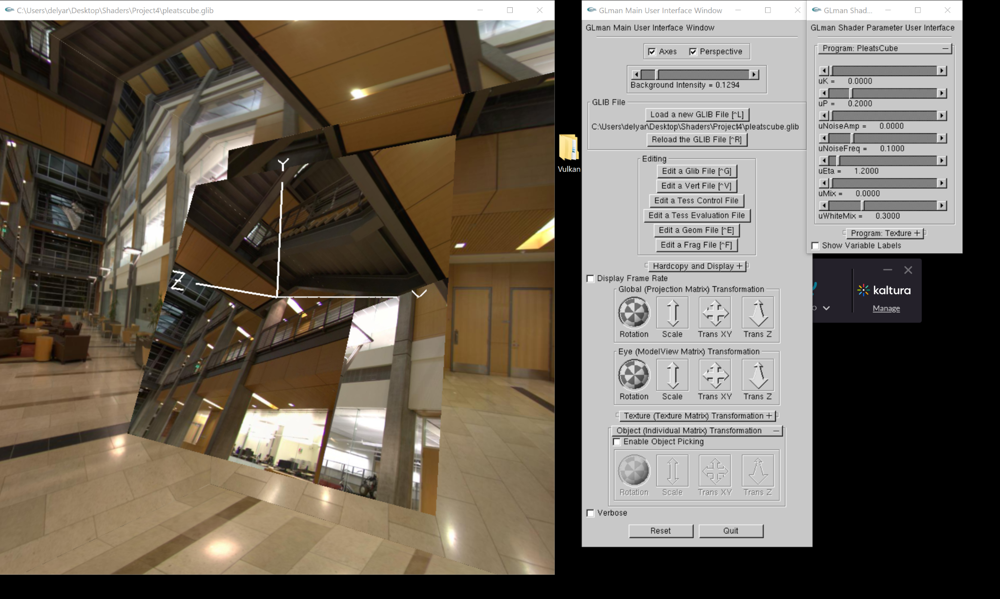 C:\Users\delyar\Desktop\Shaders\Project4\pleatscube.glib
Y
Z
Vulkan
GLman Main User Interface Window
GLman Main User Interface Window
Axes
Perspective
Background Intensity = 0.1294
GLIB File
Load a new GLIB File [^L]
C:\Users\delyar\Desktop\Shaders\Project4\pleatscube.glib
Reload the GLIB File [^R]
Editing
Edit a Glib File [^G]
Edit a Vert File [^V]
Edit a Tess Control File
Edit a Tess Evaluation File
Edit a Geom File [^E]
Edit a Frag File [^F]
Hardcopy and Display +
Display Frame Rate
Global (Projection Matrix) Transformation
Rotation Scale Trans XY Trans Z
Eye (ModelView Matrix) Transformation
Rotation Scale Trans XY Trans Z
Texture (Texture Matrix) Transformation +
Object (Individual Matrix) Transformation –
Enable Object Picking
Rotation Scale Trans XY Trans Z
Verbose
Reset Quit
GLman Shad...
GLman Shader Parameter User Interface
Program: PleatsCube –
uK = 0.0000
uP = 0.2000
uNoiseAmp = 0.0000
uNoiseFreq = 0.1000
uEta = 1.2000
uMix = 0.0000
uWhiteMix = 0.3000
Program: Texture +
Show Variable Labels
kaltura
Manage